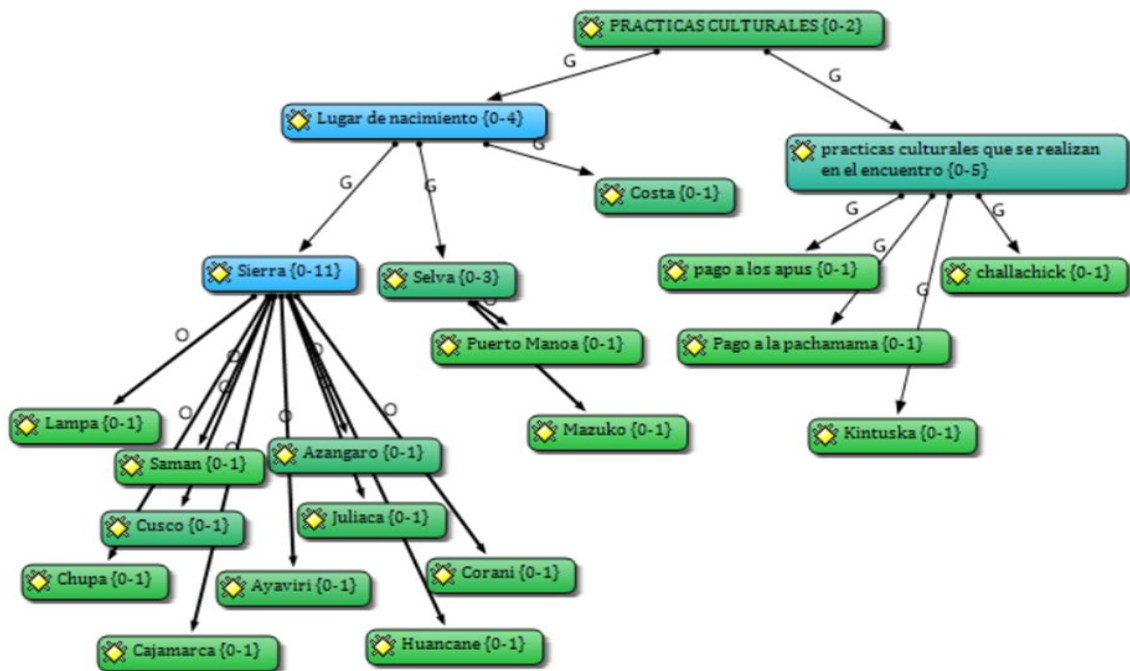 PRACTICAS CULTURALES {0-2}
G
G
Lugar de nacimiento {0-4}
practicas culturales que se realizan
en el encuentro {0-5}
G
G
G
Costa {0-1}
G
G
G
G
Sierra {0-11}
Selva {0-3}
pago a los apus {0-1}
challachick {0-1}
O
O
O
O
O
O
O
O
O
O
Puerto Manoa {0-1}
Pago a la pachamama {0-1}
Lampa {0-1}
Mazuko {0-1}
Kintuska {0-1}
Saman {0-1}
Azangaro {0-1}
Cusco {0-1}
Juliaca {0-1}
Chupa {0-1}
Ayaviri {0-1}
Corani {0-1}
Cajamarca {0-1}
Huancane {0-1}